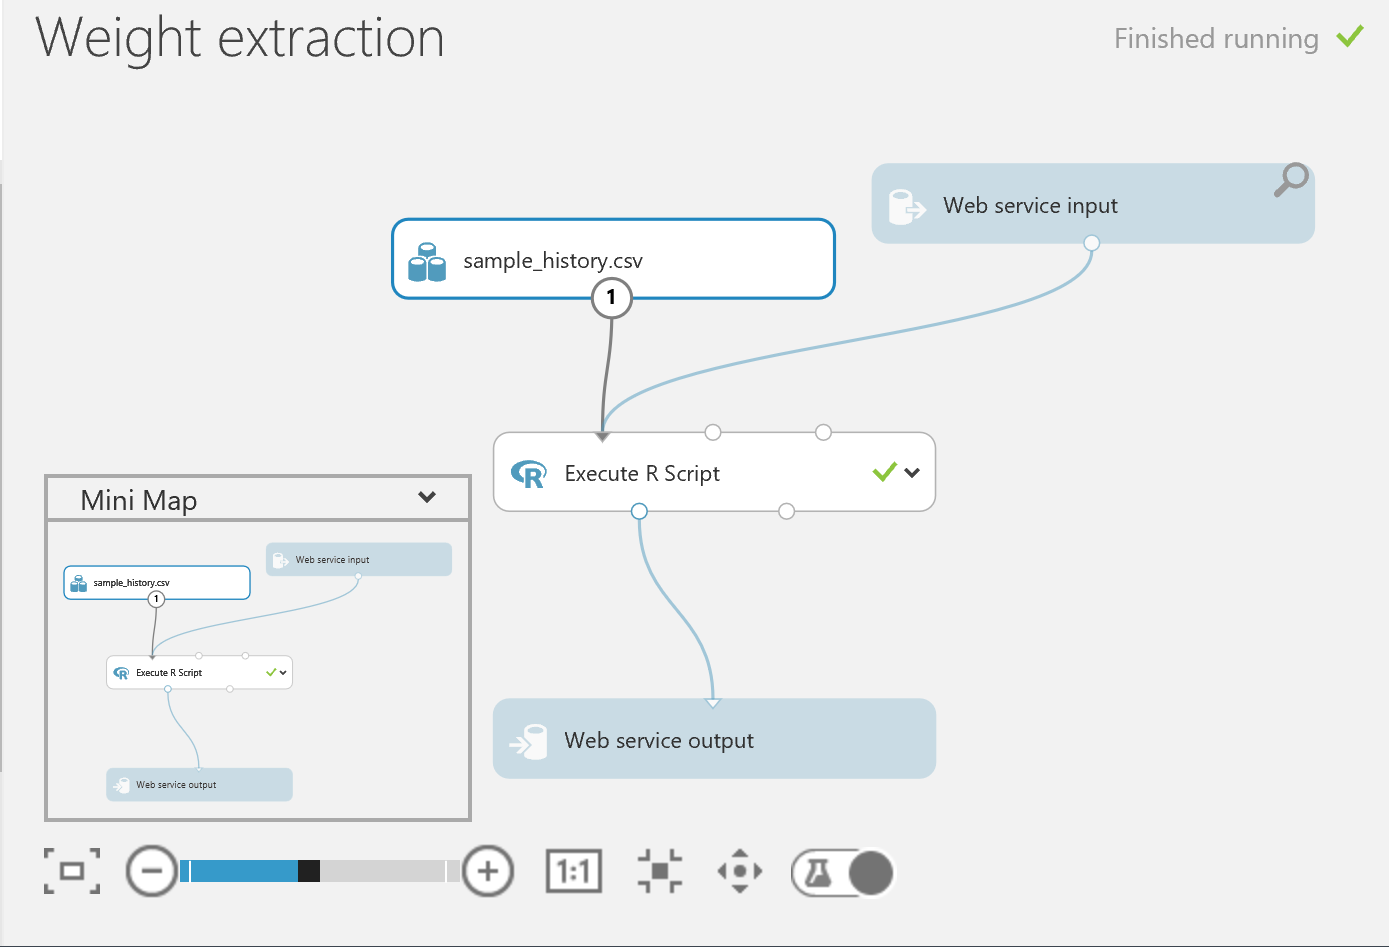 Weight extraction
Finished running
Web service input
sample_history.csv
1
Execute R Script
Mini Map
Web service input
sample_history.csv
1
Execute R Script
Web service output
Web service output
1:1